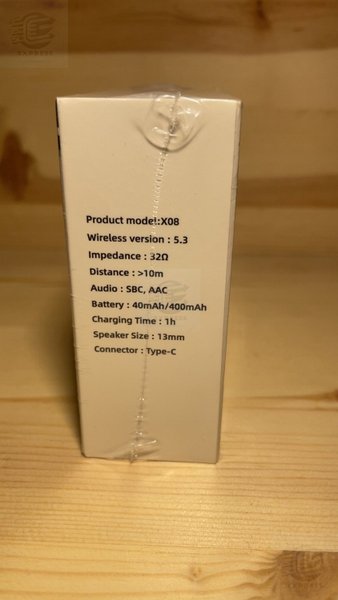 Product model:X08
Wireless version : 5.3
Impedance : 32Ω
Distance : >10m
Audio : SBC, AAC
Battery : 40mAh/400mAh
Charging Time : 1h
Speaker Size : 13mm
Connector : Type-C